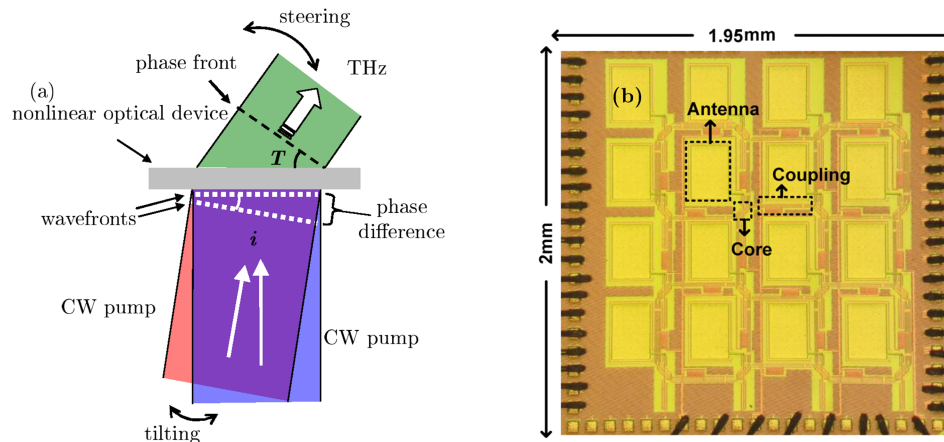 steering
phase front
THz
(a)
nonlinear optical device
T
wavefronts
phase
difference
i
CW pump
CW pump
tilting
1.95mm
(b)
Antenna
Coupling
Core
2mm